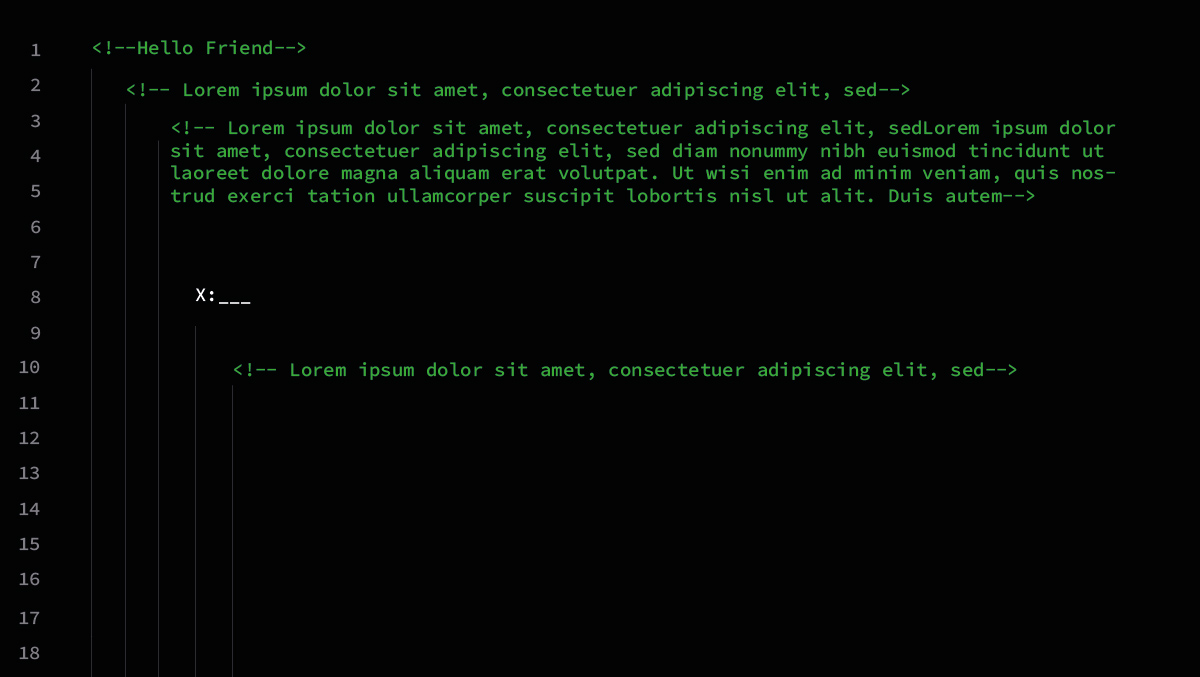 1 <!--Hello Friend-->
2 <!-- Lorem ipsum dolor sit amet, consectetuer adipiscing elit, sed-->
3 <!-- Lorem ipsum dolor sit amet, consectetuer adipiscing elit, sedLorem ipsum dolor
4 sit amet, consectetuer adipiscing elit, sed diam nonummy nibh euismod tincidunt ut
laoreet dolore magna aliquam erat volutpat. Ut wisi enim ad minim veniam, quis nos-
5 trud exerci tation ullamcorper suscipit lobortis nisl ut alit. Duis autem-->
6
7
8 X:___
9
10 <!-- Lorem ipsum dolor sit amet, consectetuer adipiscing elit, sed-->
11
12
13
14
15
16
17
18